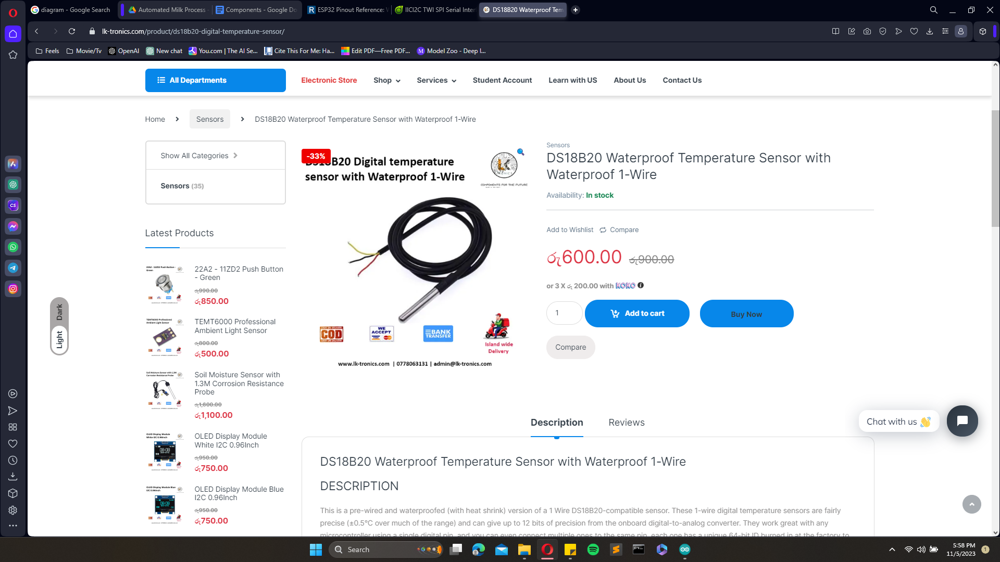 diagram - Google Search
Automated Milk Process -
Components - Google Do
ESP32 Pinout Reference: W
IICI2C TWI SPI Serial Inter
DS18B20 Waterproof Tem
lk-tronics.com/product/ds18b20-digital-temperature-sensor/
Feels
Movie/Tv
OpenAI
New chat
You.com | The AI Se...
Cite This For Me: Ha...
Edit PDF—Free PDF...
Model Zoo - Deep l...
All Departments
Electronic Store
Shop
Services
Student Account
Learn with US
About Us
Contact Us
Home
Sensors
DS18B20 Waterproof Temperature Sensor with Waterproof 1-Wire
Show All Categories
Sensors (35)
Latest Products
22A2 - 11ZD2 Push Button
- Green
රු990.00
රු850.00
TEMT6000 Professional
Ambient Light Sensor
රු800.00
රු500.00
Soil Moisture Sensor with
1.3M Corrosion Resistance
Probe
රු1,600.00
රු1,100.00
OLED Display Module
White I2C 0.96Inch
රු950.00
රු750.00
OLED Display Module Blue
I2C 0.96Inch
රු950.00
රු750.00
Dark
Light
-33%
DS18B20 Digital temperature
sensor with Waterproof 1-Wire
LK
TRONICS
COMPONENTS FOR THE FUTURE
COD
CASH ON DELIVERY
WE
ACCEPT
VISA
BANK
TRANSFER
Island wide
Delivery
www.lk-tronics.com | 0778063131 | admin@lk-tronics.com
Sensors
DS18B20 Waterproof Temperature Sensor with
Waterproof 1-Wire
Availability: In stock
Add to Wishlist
Compare
රු600.00 රු900.00
or 3 X රු 200.00 with KOKO
1
Add to cart
Buy Now
Compare
Description
Reviews
DS18B20 Waterproof Temperature Sensor with Waterproof 1-Wire
DESCRIPTION
This is a pre-wired and waterproofed (with heat shrink) version of a 1 Wire DS18B20-compatible sensor. These 1-wire digital temperature sensors are fairly
precise (±0.5°C over much of the range) and can give up to 12 bits of precision from the onboard digital-to-analog converter. They work great with any
microcontroller using a single digital pin, and you can even connect multiple ones to the same pin, each one has a unique 64-bit ID burned in at the factory to
Chat with us 👋
Search
5:58 PM
11/5/2023
1